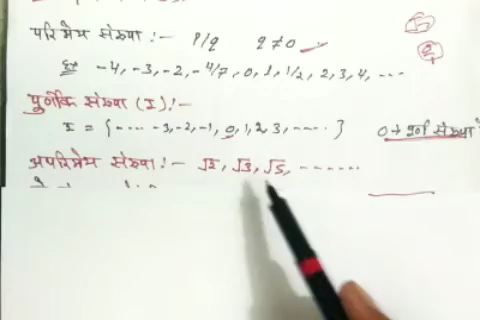 परिमेय संख्या :- P/q q ≠ 0
Ex -4, -3, -2, -4/7, 0, 1, 1/2, 2, 3, 4, ...
पूर्णांक संख्या (I) :-
I = {.... -3, -2, -1, 0, 1, 2, 3, .....} 0 → पूर्ण संख्या
अपरिमेय संख्या :- √2, √3, √5, .......